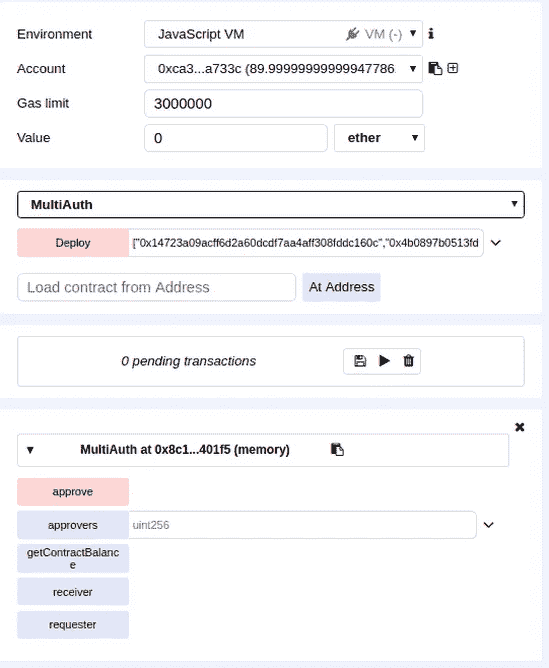 Environment JavaScript VM VM (-)
Account 0xca3...a733c (89.99999999999947786
Gas limit 3000000
Value 0 ether
MultiAuth
Deploy ["0x14723a09acff6d2a60dcdf7aa4aff308fddc160c","0x4b0897b0513fd
Load contract from Address At Address
0 pending transactions
MultiAuth at 0x8c1...401f5 (memory)
approve
approvers uint256
getContractBalanc
e
receiver
requester